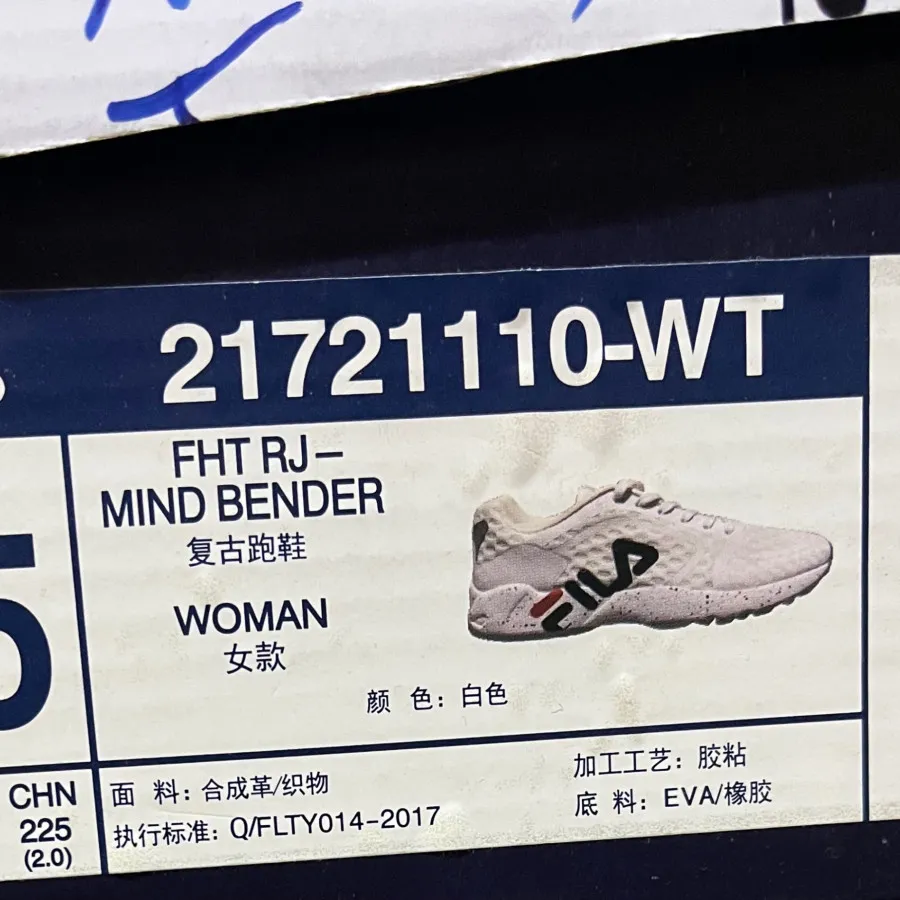 21721110-WT
FHT RJ-
MIND BENDER
复古跑鞋
WOMAN
女款
FILA
颜 色：白色
5
CHN
225
(2.0)
面 料：合成革/织物
执行标准：Q/FLTY014-2017
加工工艺：胶粘
底 料：EVA/橡胶